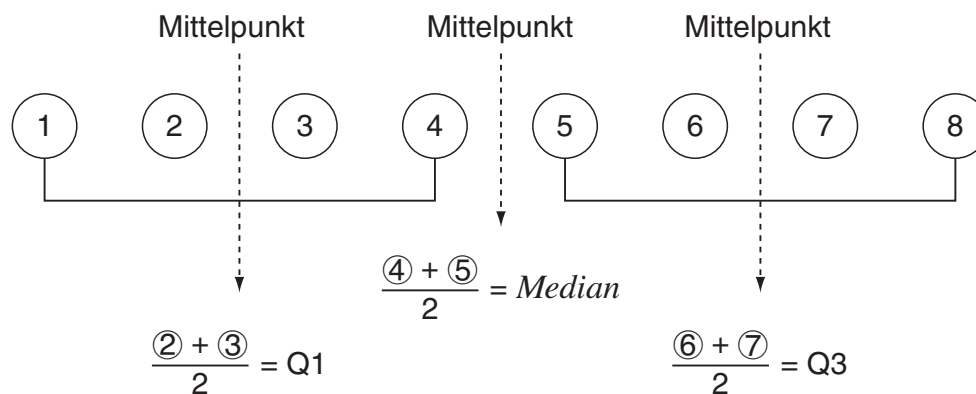 Mittelpunkt Mittelpunkt Mittelpunkt
1 2 3 4 5 6 7 8
④ + ⑤
2
= Median
② + ③
2
= Q1
⑥ + ⑦
2
= Q3